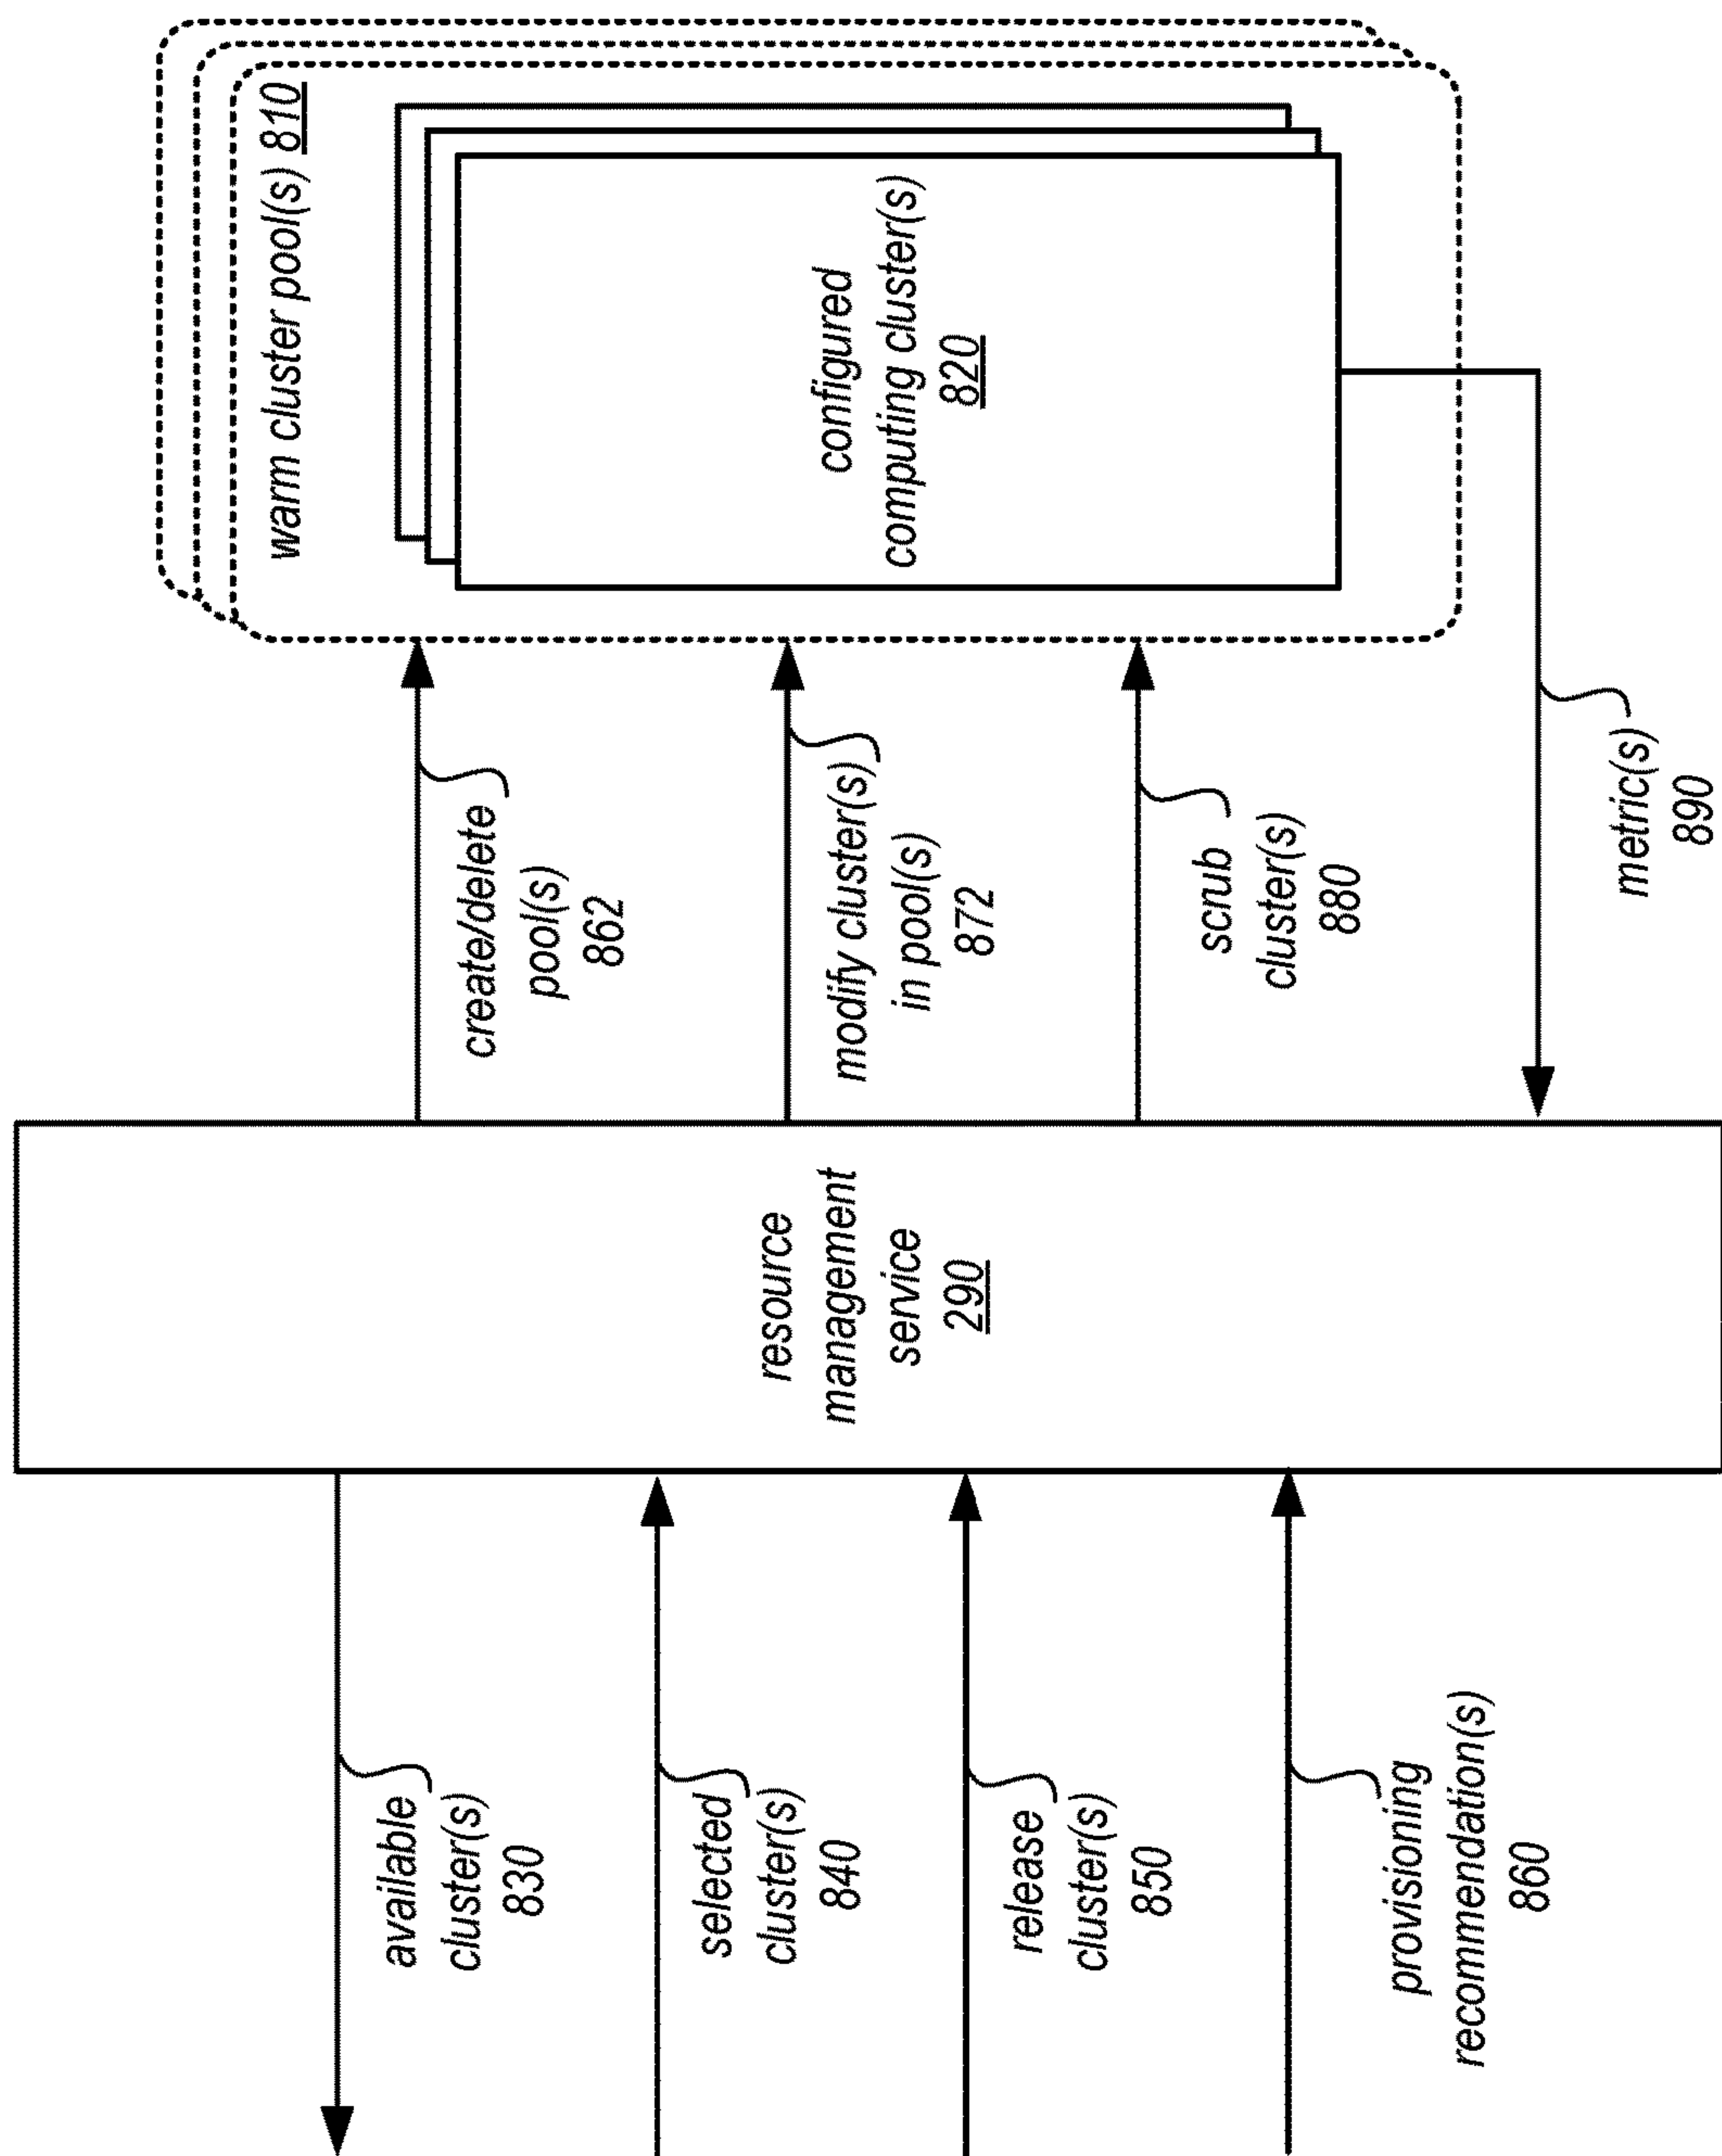 warm cluster pool(s) 810
configured
computing cluster(s)
820
create/delete
pool(s)
862
modify cluster(s)
in pool(s)
872
scrub
cluster(s)
880
metric(s)
890
resource
management
service
290
available
cluster(s)
830
selected
cluster(s)
840
release
cluster(s)
850
provisioning
recommendation(s)
860